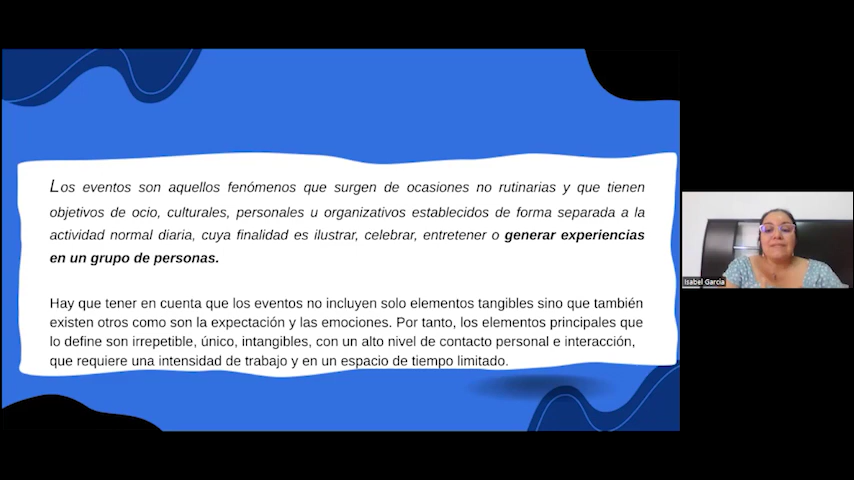 Los eventos son aquellos fenómenos que surgen de ocasiones no rutinarias y que tienen
objetivos de ocio, culturales, personales u organizativos establecidos de forma separada a la
actividad normal diaria, cuya finalidad es ilustrar, celebrar, entretener o generar experiencias
en un grupo de personas.
Hay que tener en cuenta que los eventos no incluyen solo elementos tangibles sino que también
existen otros como son la expectación y las emociones. Por tanto, los elementos principales que
lo define son irrepetible, único, intangibles, con un alto nivel de contacto personal e interacción,
que requiere una intensidad de trabajo y en un espacio de tiempo limitado.
Isabel Garcia